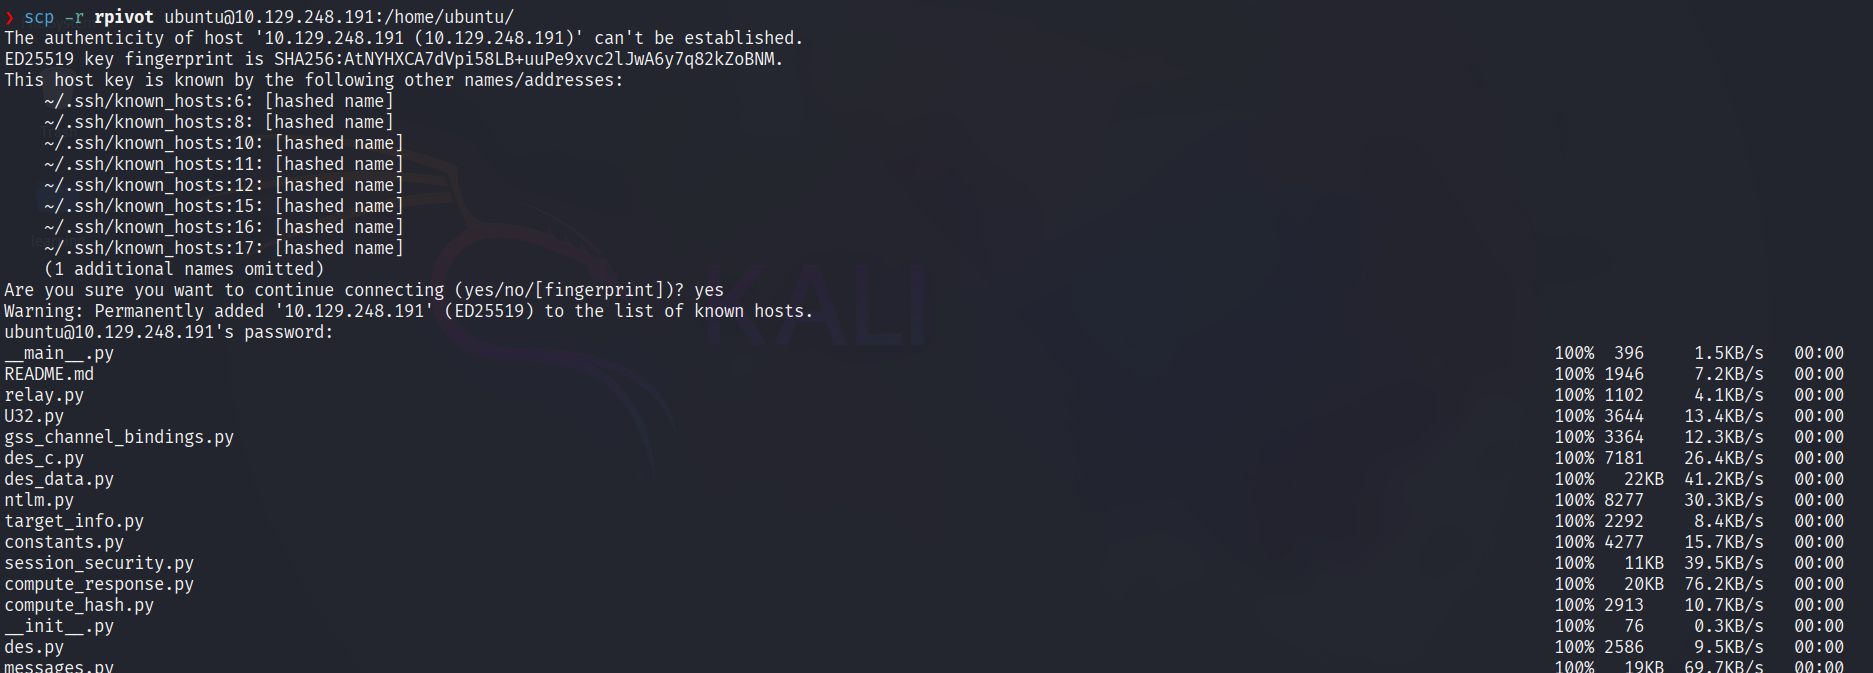 ❯ scp -r rpivot ubuntu@10.129.248.191:/home/ubuntu/
The authenticity of host '10.129.248.191 (10.129.248.191)' can't be established.
ED25519 key fingerprint is SHA256:AtNYHXCA7dVpi58LB+uuPe9xvc2lJwA6y7q82kZoBNM.
This host key is known by the following other names/addresses:
    ~/.ssh/known_hosts:6: [hashed name]
    ~/.ssh/known_hosts:8: [hashed name]
    ~/.ssh/known_hosts:10: [hashed name]
    ~/.ssh/known_hosts:11: [hashed name]
    ~/.ssh/known_hosts:12: [hashed name]
    ~/.ssh/known_hosts:15: [hashed name]
    ~/.ssh/known_hosts:16: [hashed name]
    ~/.ssh/known_hosts:17: [hashed name]
    (1 additional names omitted)
Are you sure you want to continue connecting (yes/no/[fingerprint])? yes
Warning: Permanently added '10.129.248.191' (ED25519) to the list of known hosts.
ubuntu@10.129.248.191's password:
__main__.py 100% 396 1.5KB/s 00:00
README.md 100% 1946 7.2KB/s 00:00
relay.py 100% 1102 4.1KB/s 00:00
U32.py 100% 3644 13.4KB/s 00:00
gss_channel_bindings.py 100% 3364 12.3KB/s 00:00
des_c.py 100% 7181 26.4KB/s 00:00
des_data.py 100% 22KB 41.2KB/s 00:00
ntlm.py 100% 8277 30.3KB/s 00:00
target_info.py 100% 2292 8.4KB/s 00:00
constants.py 100% 4277 15.7KB/s 00:00
session_security.py 100% 11KB 39.5KB/s 00:00
compute_response.py 100% 20KB 76.2KB/s 00:00
compute_hash.py 100% 2913 10.7KB/s 00:00
__init__.py 100% 76 0.3KB/s 00:00
des.py 100% 2586 9.5KB/s 00:00
messages.py 100% 19KB 69.7KB/s 00:00
KALI